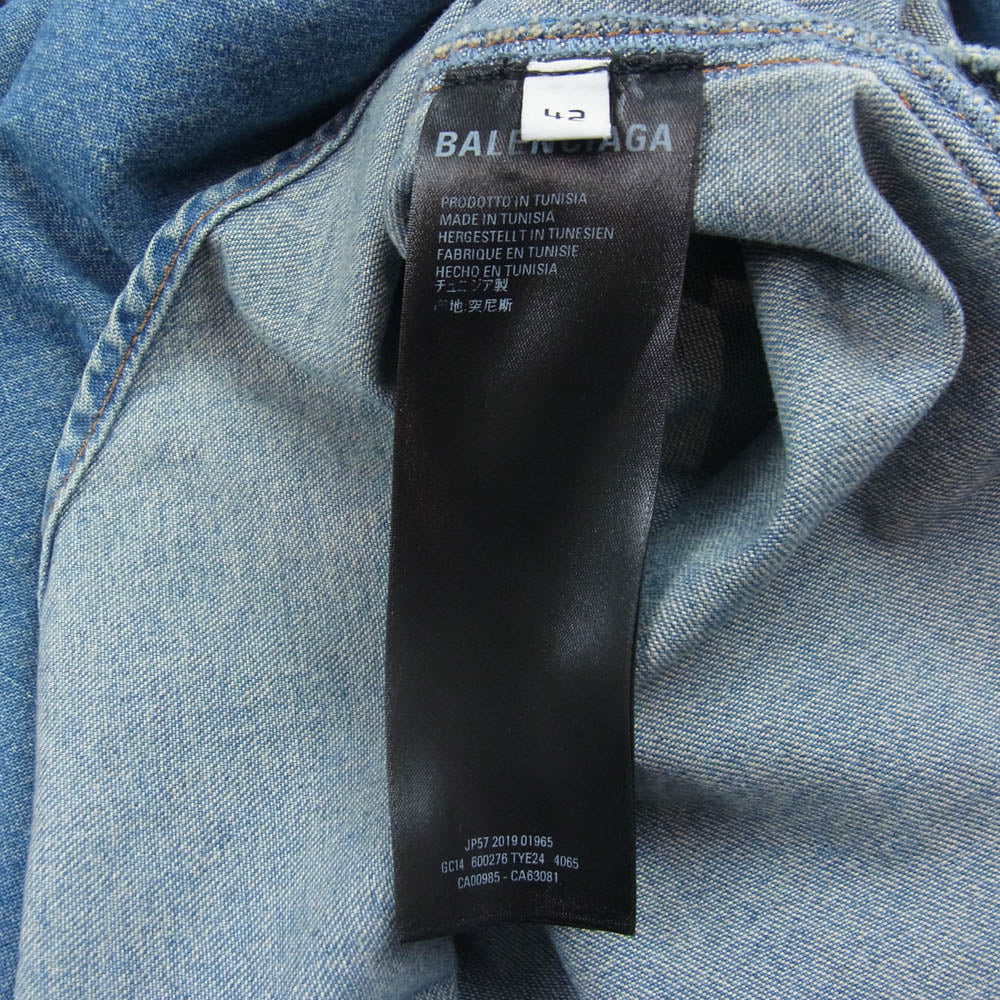 42
BALENCIAGA
PRODOTTO IN TUNISIA
MADE IN TUNISIA
HERGESTELLT IN TUNESIEN
FABRIQUE EN TUNISIE
HECHO EN TUNISIA
チュニジア製
产地:突尼斯
JP57 2019 01965
GC14 600276 TYE24 4065
CA00985 - CA63081